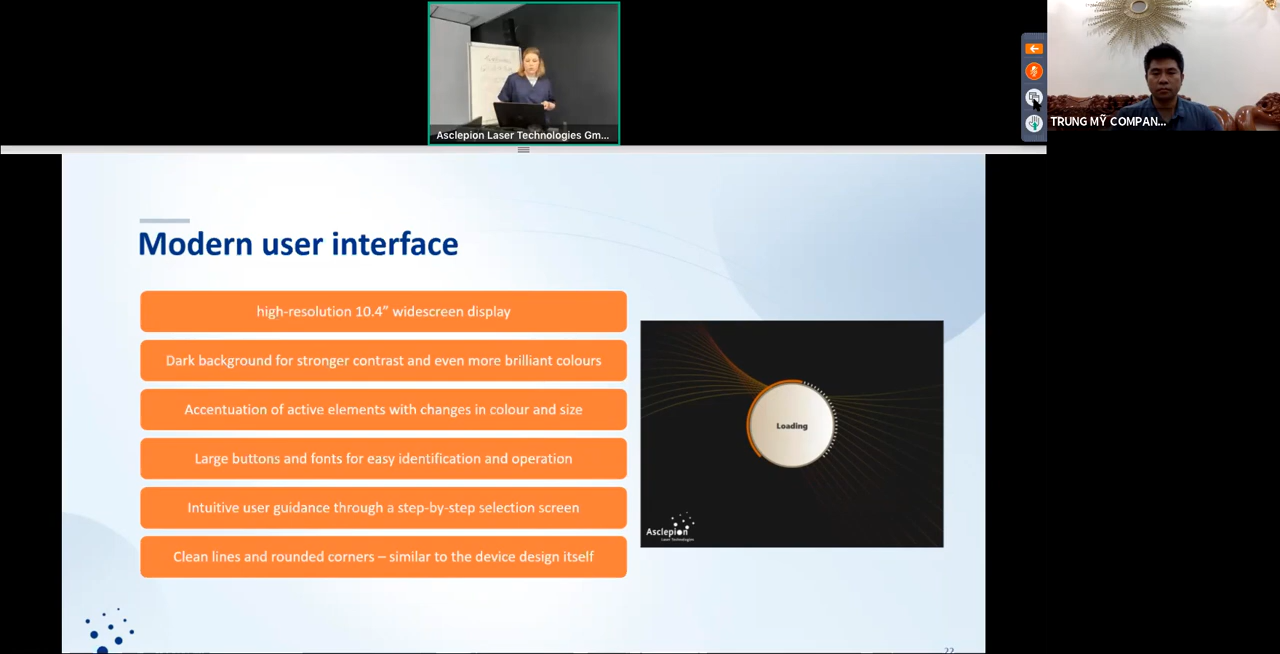 Asclepion Laser Technologies Gm...
TRUNG MỸ COMPAN...
Modern user interface
high-resolution 10.4” widescreen display
Dark background for stronger contrast and even more brilliant colours
Accentuation of active elements with changes in colour and size
Large buttons and fonts for easy identification and operation
Intuitive user guidance through a step-by-step selection screen
Clean lines and rounded corners – similar to the device design itself
Loading
Asclepion
Laser Technologies